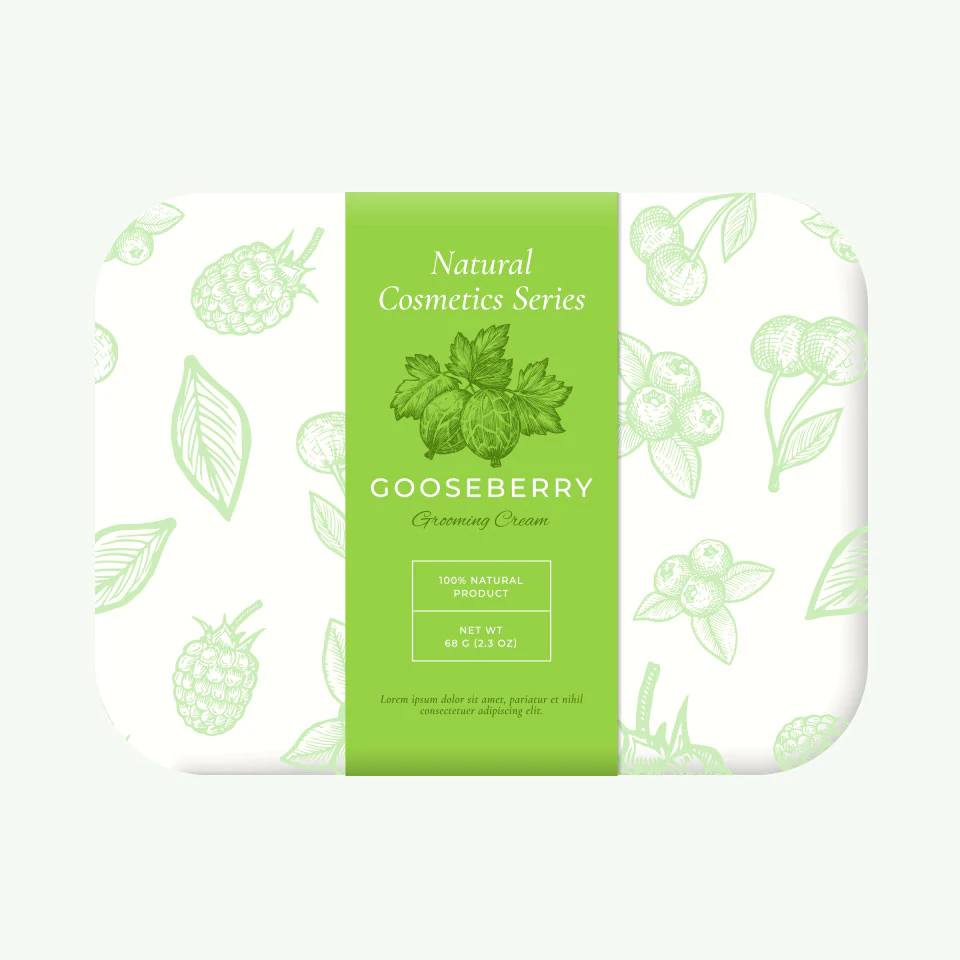 Natural
Cosmetics Series
GOOSEBERRY
Grooming Cream
100% NATURAL
PRODUCT
NET WT
68 G (2.3 OZ)
Lorem ipsum dolor sit amet, pariatur et nihil
consectetuer adipiscing elit.